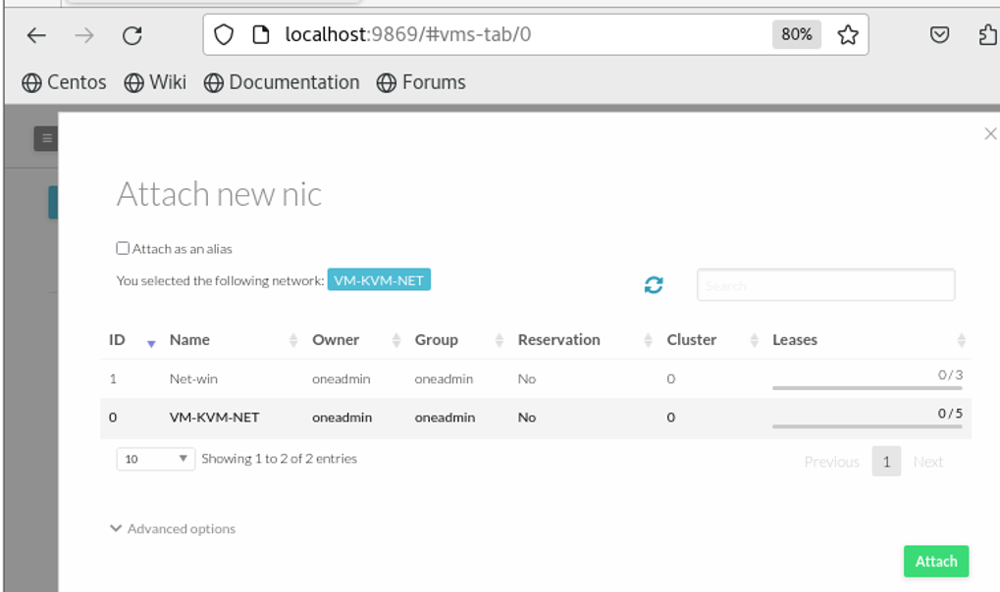 localhost:9869/#vms-tab/0 80%
Centos Wiki Documentation Forums
Attach new nic
Attach as an alias
You selected the following network: VM-KVM-NET
Search
ID Name Owner Group Reservation Cluster Leases
1 Net-win oneadmin oneadmin No 0 0 / 3
0 VM-KVM-NET oneadmin oneadmin No 0 0 / 5
10 Showing 1 to 2 of 2 entries
Previous 1 Next
Advanced options
Attach